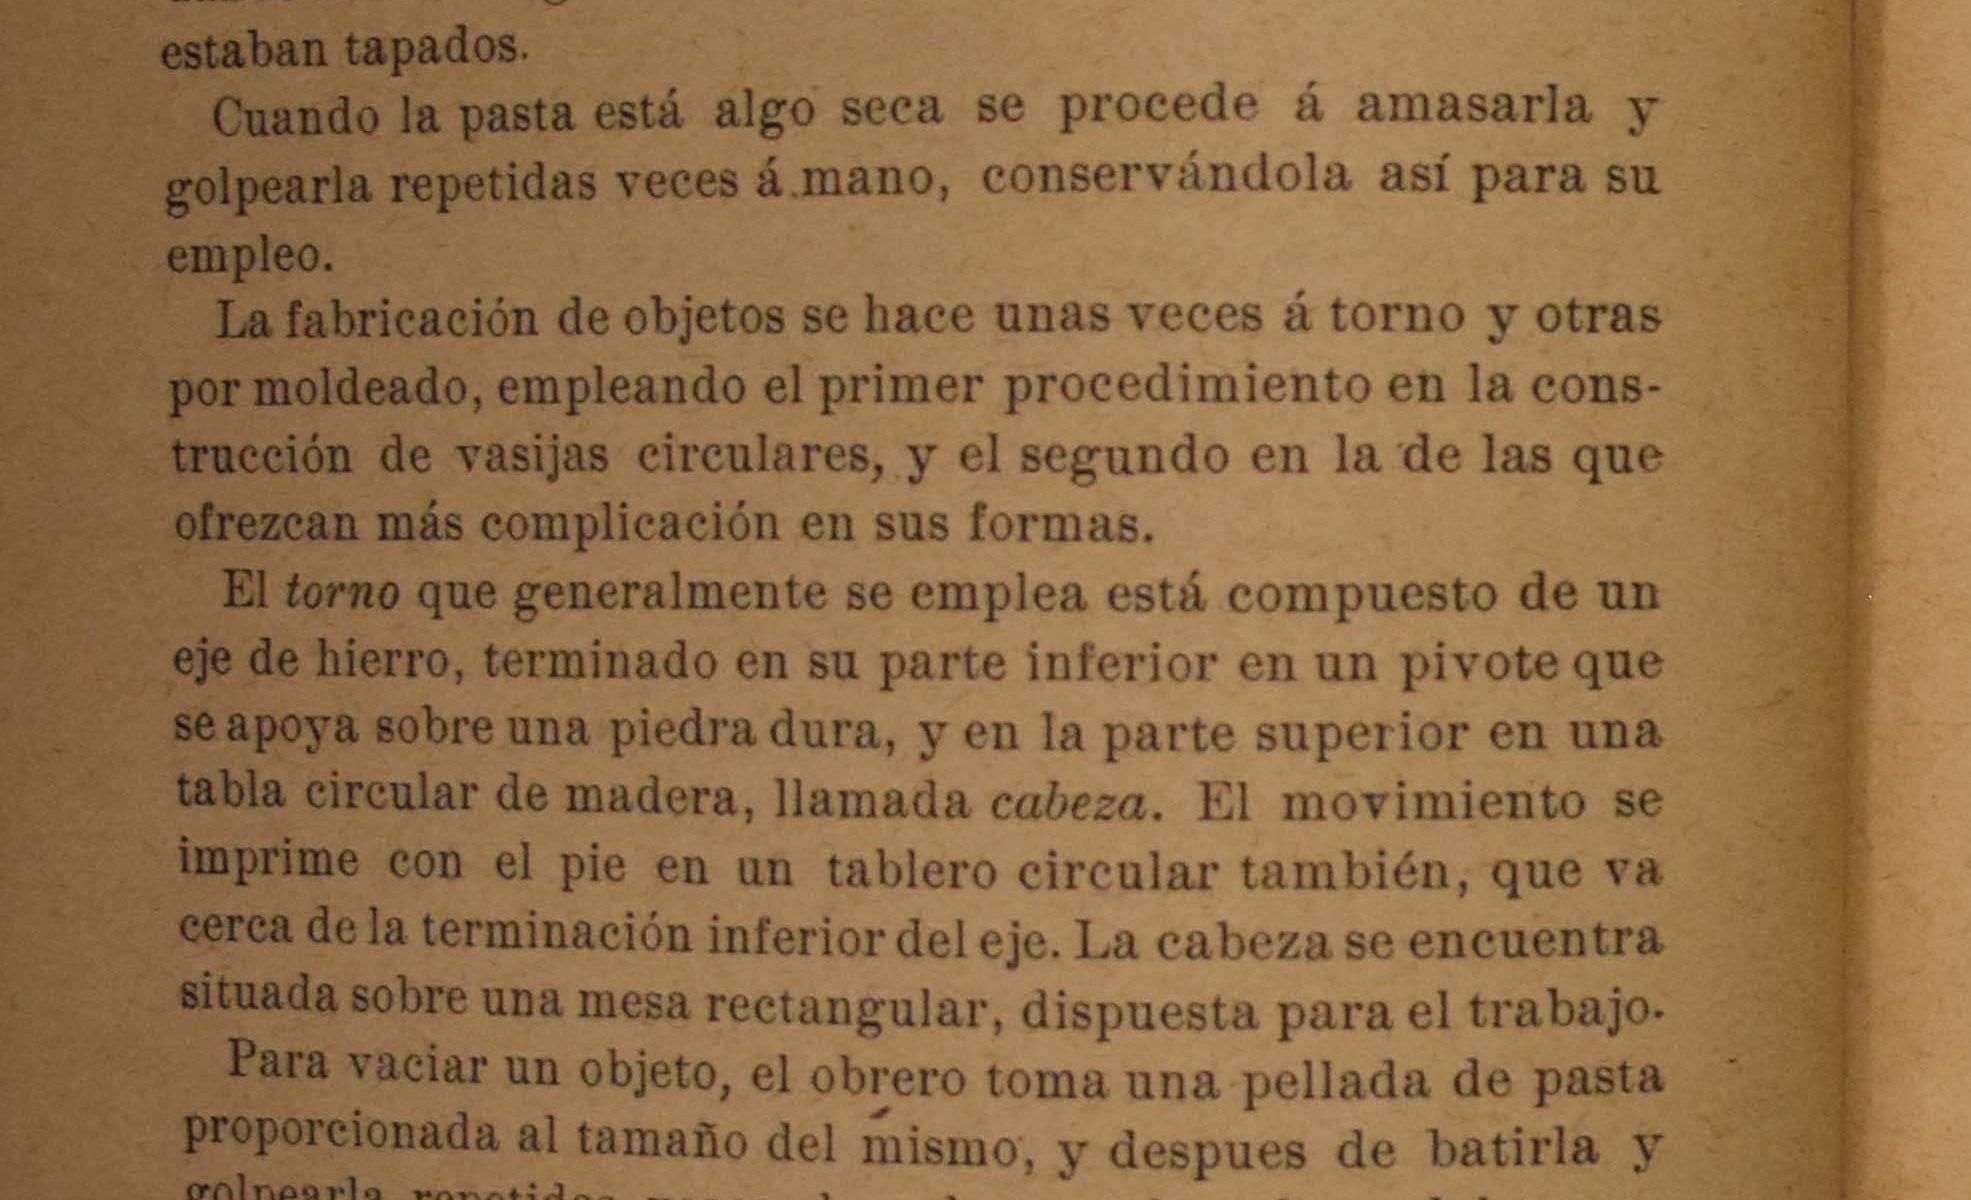 estaban tapados.
Cuando la pasta está algo seca se procede á amasarla y
golpearla repetidas veces á mano, conservándola así para su
empleo.
La fabricación de objetos se hace unas veces á torno y otras
por moldeado, empleando el primer procedimiento en la cons-
trucción de vasijas circulares, y el segundo en la de las que
ofrezcan más complicación en sus formas.
El torno que generalmente se emplea está compuesto de un
eje de hierro, terminado en su parte inferior en un pivote que
se apoya sobre una piedra dura, y en la parte superior en una
tabla circular de madera, llamada cabeza. El movimiento se
imprime con el pie en un tablero circular también, que va
cerca de la terminación inferior del eje. La cabeza se encuentra
situada sobre una mesa rectangular, dispuesta para el trabajo.
Para vaciar un objeto, el obrero toma una pellada de pasta
proporcionada al tamaño del mismo, y despues de batirla y
golpearla repetidas